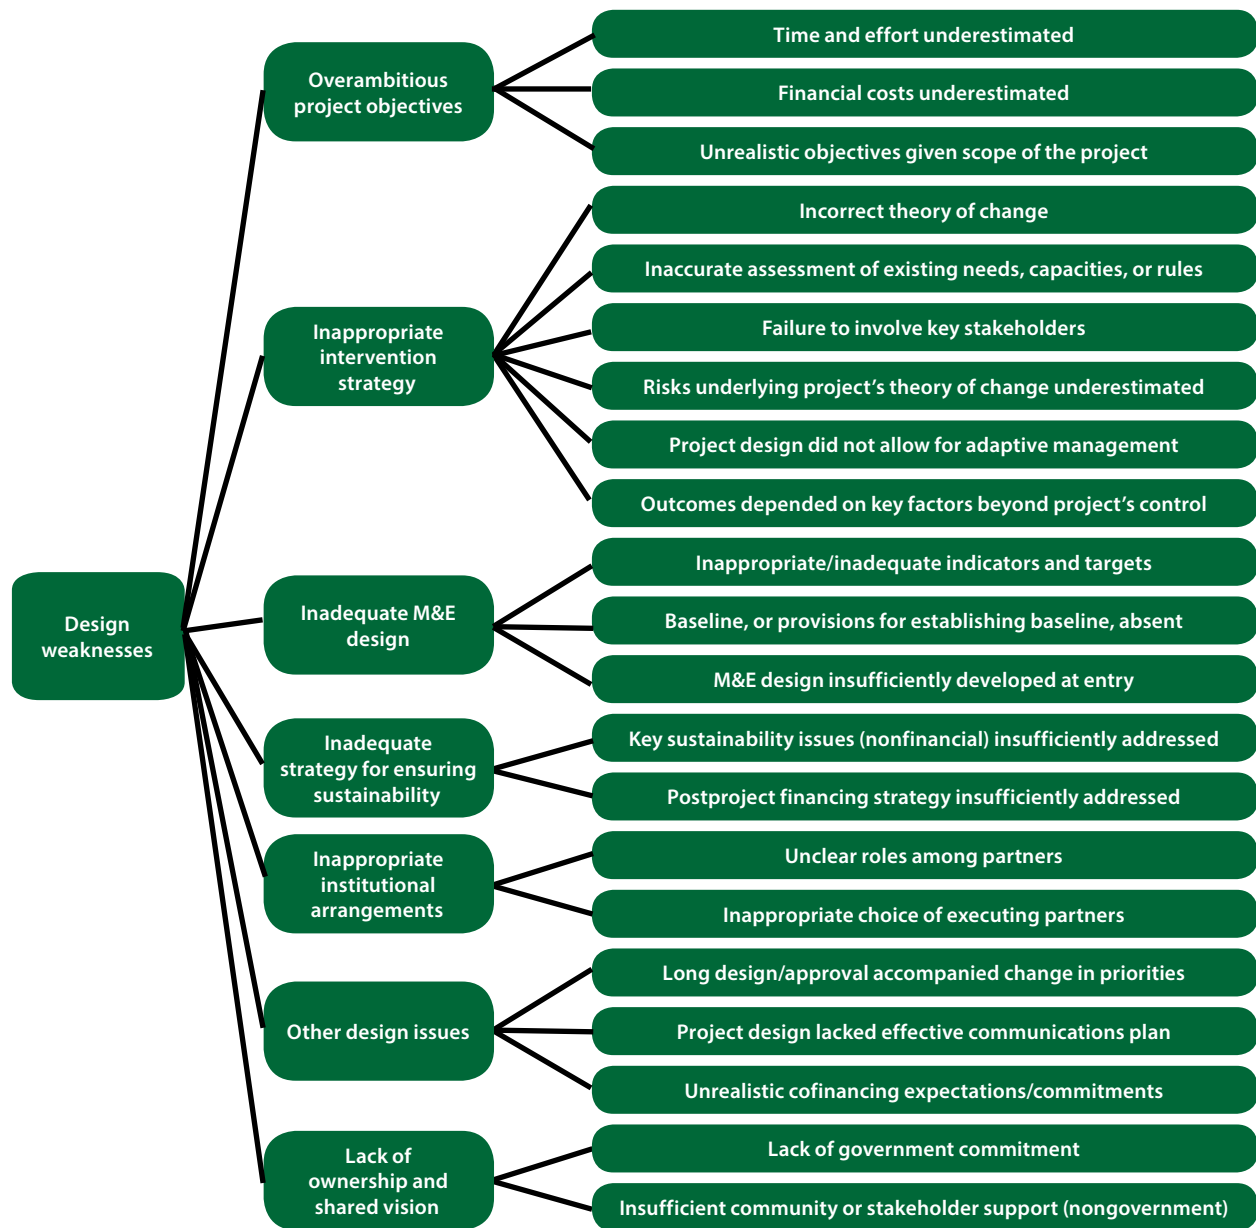 Design
weaknesses
Overambitious
project objectives
Time and effort underestimated
Financial costs underestimated
Unrealistic objectives given scope of the project
Inappropriate
intervention
strategy
Incorrect theory of change
Inaccurate assessment of existing needs, capacities, or rules
Failure to involve key stakeholders
Risks underlying project’s theory of change underestimated
Project design did not allow for adaptive management
Outcomes depended on key factors beyond project’s control
Inadequate M&E
design
Inappropriate/inadequate indicators and targets
Baseline, or provisions for establishing baseline, absent
M&E design insufficiently developed at entry
Inadequate
strategy for ensuring
sustainability
Key sustainability issues (nonfinancial) insufficiently addressed
Postproject financing strategy insufficiently addressed
Inappropriate
institutional
arrangements
Unclear roles among partners
Inappropriate choice of executing partners
Other design issues
Long design/approval accompanied change in priorities
Project design lacked effective communications plan
Unrealistic cofinancing expectations/commitments
Lack of
ownership and
shared vision
Lack of government commitment
Insufficient community or stakeholder support (nongovernment)